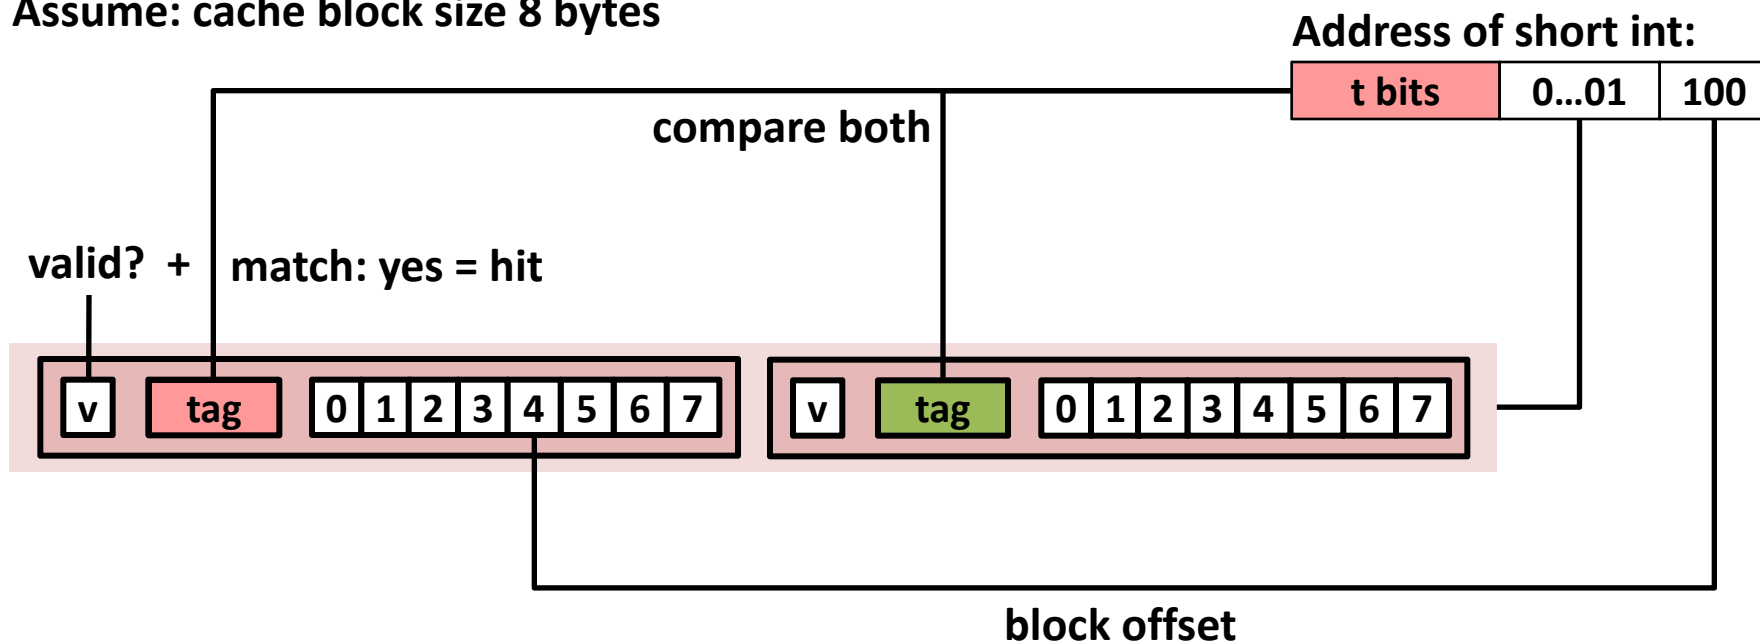 Assume: cache block size 8 bytes
Address of short int:
t bits 0...01 100
compare both
valid? + match: yes = hit
v tag 0 1 2 3 4 5 6 7 v tag 0 1 2 3 4 5 6 7
block offset